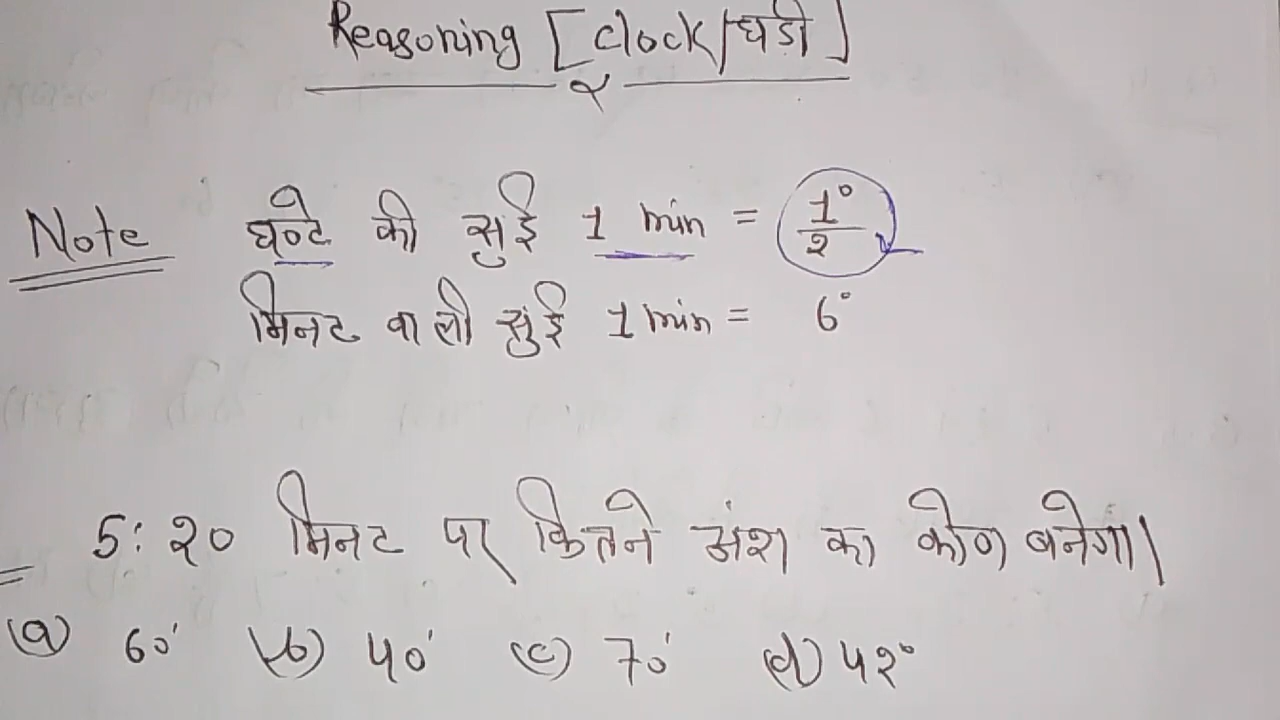 Reasoning [clock/घडी]
Note घण्टे की सुई 1 min = 1°/2
मिनट वाली सुई 1 min = 6°
5:20 मिनट पर कितने अंश का कोण बनेगा।
(a) 60° (b) 40° (c) 70° (d) 42°